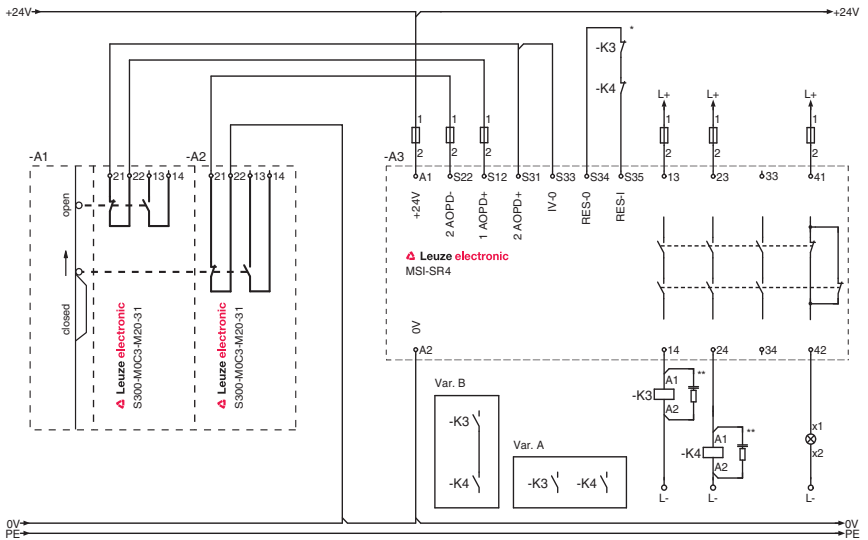 +24V +24V
*
-K3
-K4
L+ L+ L+
1 1 1 1 1 1
2 2 2 2 2 2
-A1 -A2 -A3
21 22 13 14 21 22 13 14
A1 S22 S12 S31 S33 S34 S35 13 23 33 41
open
closed
+24V
2 AOPD-
1 AOPD+
2 AOPD+
IV-0
RES-0
RES-I
Leuze electronic
MSI-SR4
Leuze electronic
S300-M0C3-M20-31
Leuze electronic
S300-M0C3-M20-31
0V
A2 14 24 34 42
Var. B
-K3
-K4
Var. A
-K3 -K4
-K3 A1 **
A2
-K4 A1 **
A2
x1
x2
L- L- L-
0V 0V
PE PE